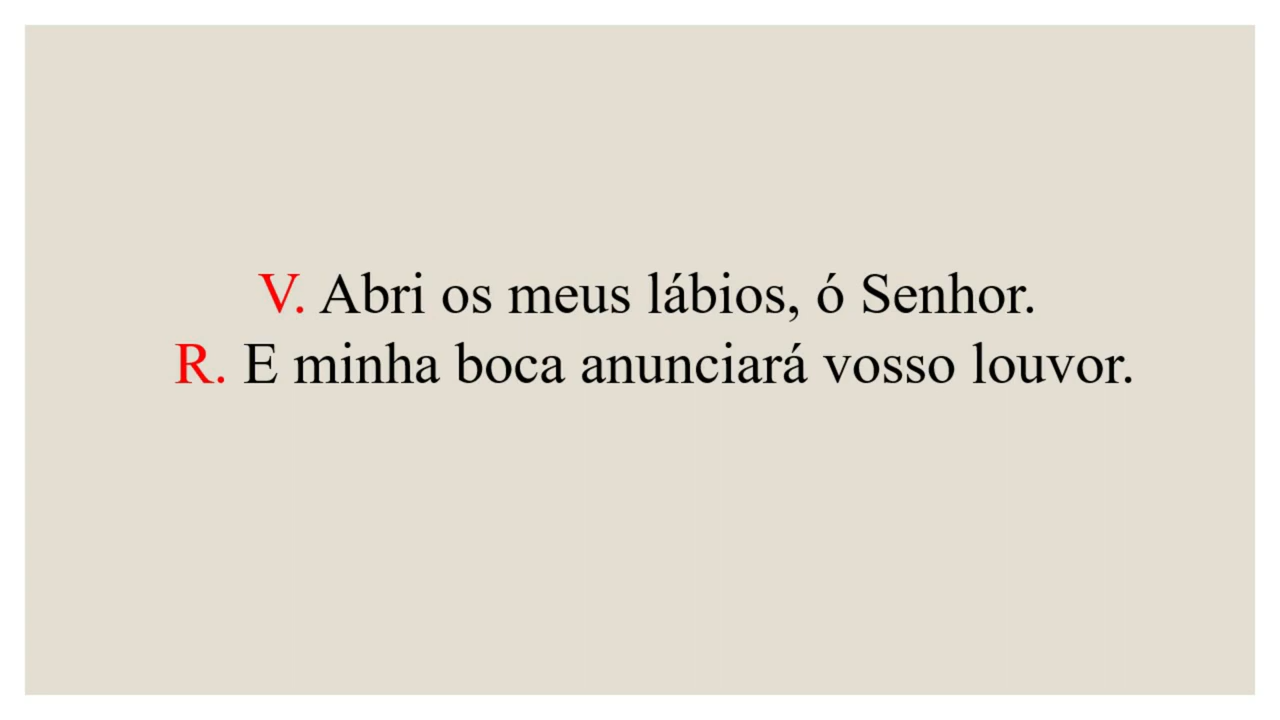 V. Abri os meus lábios, ó Senhor.
R. E minha boca anunciará vosso louvor.